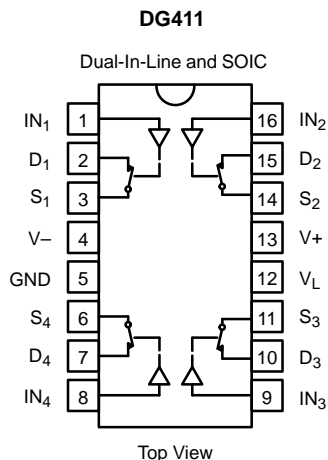 DG411
Dual-In-Line and SOIC
IN1 1 16 IN2
D1 2 15 D2
S1 3 14 S2
V– 4 13 V+
GND 5 12 VL
S4 6 11 S3
D4 7 10 D3
IN4 8 9 IN3
Top View